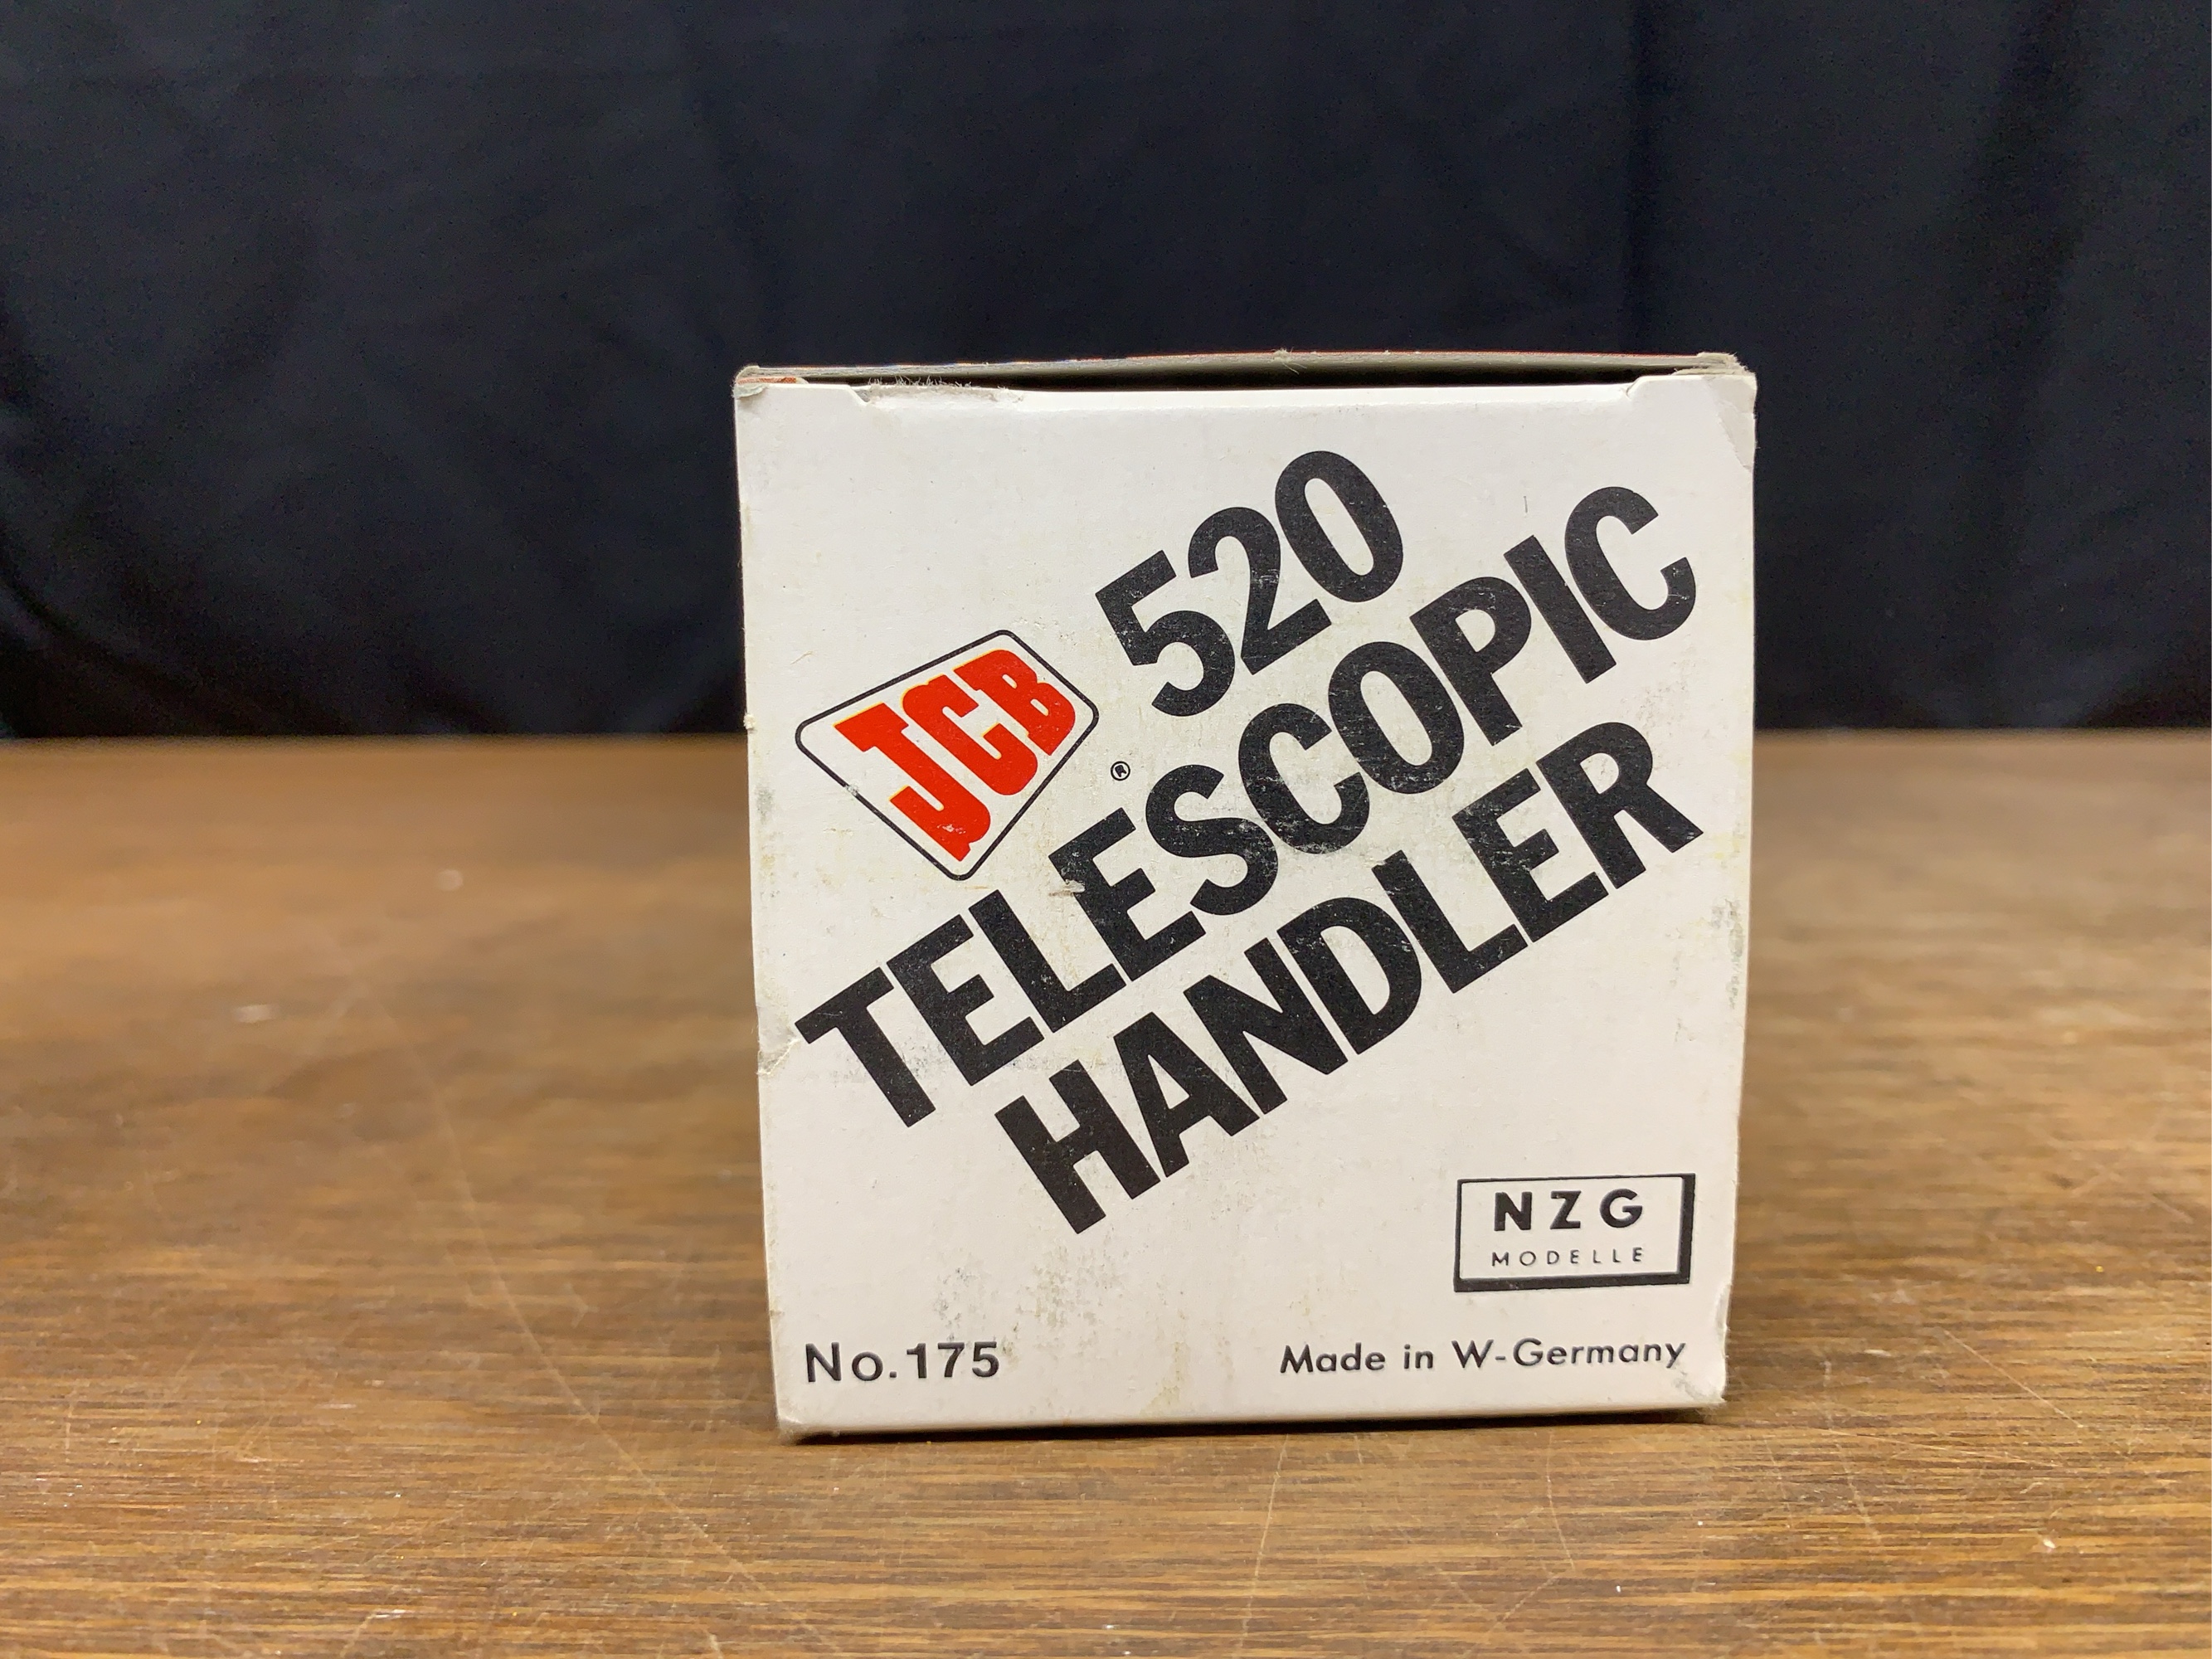 JCB ®
520
TELESCOPIC
HANDLER
NZG
MODELLE
No.175
Made in W-Germany